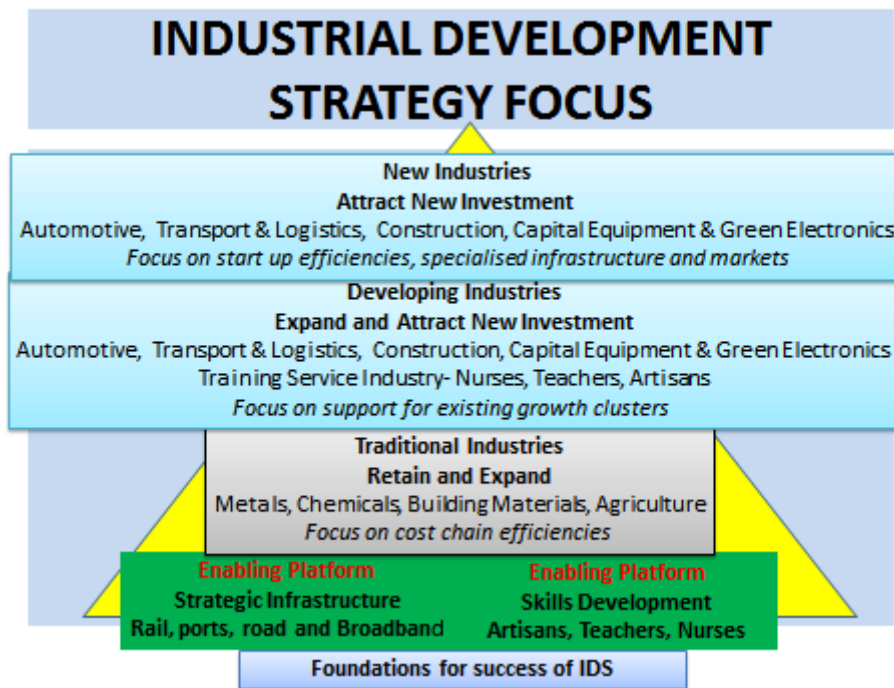 INDUSTRIAL DEVELOPMENT
STRATEGY FOCUS
New Industries
Attract New Investment
Automotive, Transport & Logistics, Construction, Capital Equipment & Green Electronics
Focus on start up efficiencies, specialised infrastructure and markets
Developing Industries
Expand and Attract New Investment
Automotive, Transport & Logistics, Construction, Capital Equipment & Green Electronics
Training Service Industry- Nurses, Teachers, Artisans
Focus on support for existing growth clusters
Traditional Industries
Retain and Expand
Metals, Chemicals, Building Materials, Agriculture
Focus on cost chain efficiencies
Enabling Platform
Strategic Infrastructure
Rail, ports, road and Broadband
Enabling Platform
Skills Development
Artisans, Teachers, Nurses
Foundations for success of IDS